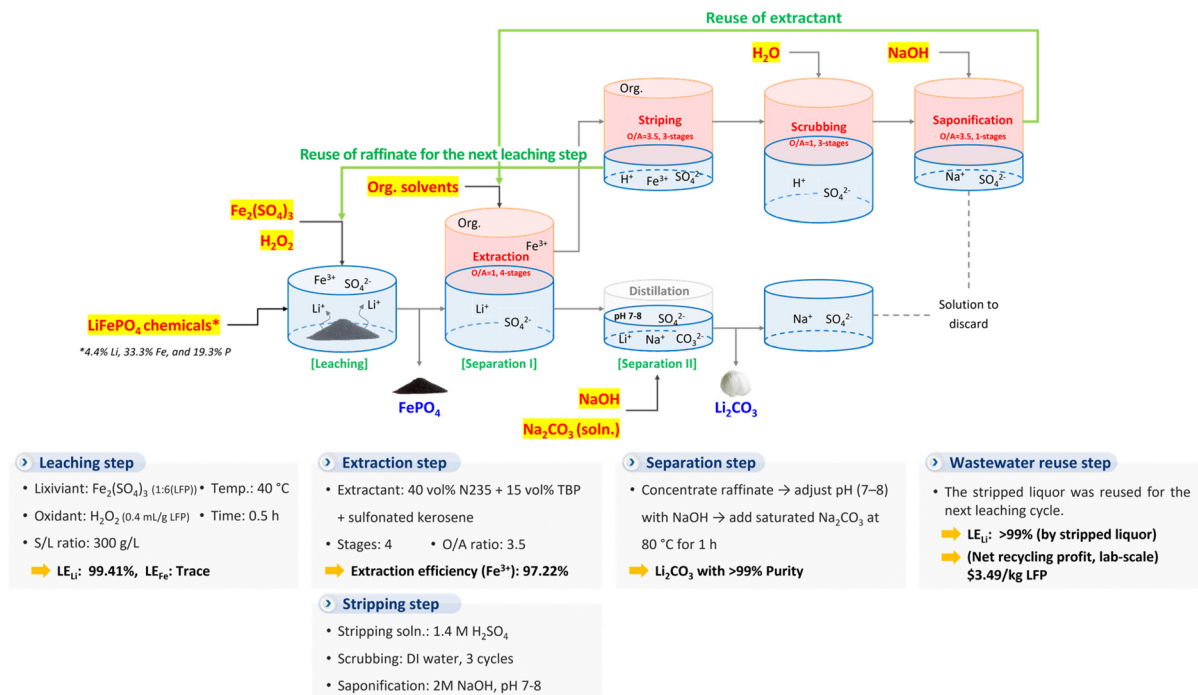 Reuse of extractant
H₂O
NaOH
Org.
Striping
O/A=3.5, 3-stages
Scrubbing
O/A=1, 3-stages
Saponification
O/A=3.5, 1-stages
H⁺ Fe³⁺ SO₄²⁻
H⁺ SO₄²⁻
Na⁺ SO₄²⁻
Reuse of raffinate for the next leaching step
Org. solvents
Fe₂(SO₄)₃
H₂O₂
Org.
Fe³⁺
Extraction
O/A=1, 4-stages
Fe³⁺ SO₄²⁻
Li⁺ Li⁺
Li⁺
SO₄²⁻
Distillation
pH 7-8 SO₄²⁻
Li⁺ Na⁺ CO₃²⁻
Na⁺ SO₄²⁻
Solution to
discard
LiFePO₄ chemicals*
*4.4% Li, 33.3% Fe, and 19.3% P
[Leaching]
[Separation I]
[Separation II]
FePO₄
NaOH
Na₂CO₃ (soln.)
Li₂CO₃
Leaching step
• Lixiviant: Fe₂(SO₄)₃ (1:6(LFP)) • Temp.: 40 °C
• Oxidant: H₂O₂ (0.4 mL/g LFP) • Time: 0.5 h
• S/L ratio: 300 g/L
LE_Li: 99.41%, LE_Fe: Trace
Extraction step
• Extractant: 40 vol% N235 + 15 vol% TBP
+ sulfonated kerosene
• Stages: 4 • O/A ratio: 3.5
Extraction efficiency (Fe³⁺): 97.22%
Stripping step
• Stripping soln.: 1.4 M H₂SO₄
• Scrubbing: DI water, 3 cycles
• Saponification: 2M NaOH, pH 7-8
Separation step
• Concentrate raffinate → adjust pH (7–8)
with NaOH → add saturated Na₂CO₃ at
80 °C for 1 h
Li₂CO₃ with >99% Purity
Wastewater reuse step
• The stripped liquor was reused for the
next leaching cycle.
LE_Li: >99% (by stripped liquor)
(Net recycling profit, lab-scale)
$3.49/kg LFP